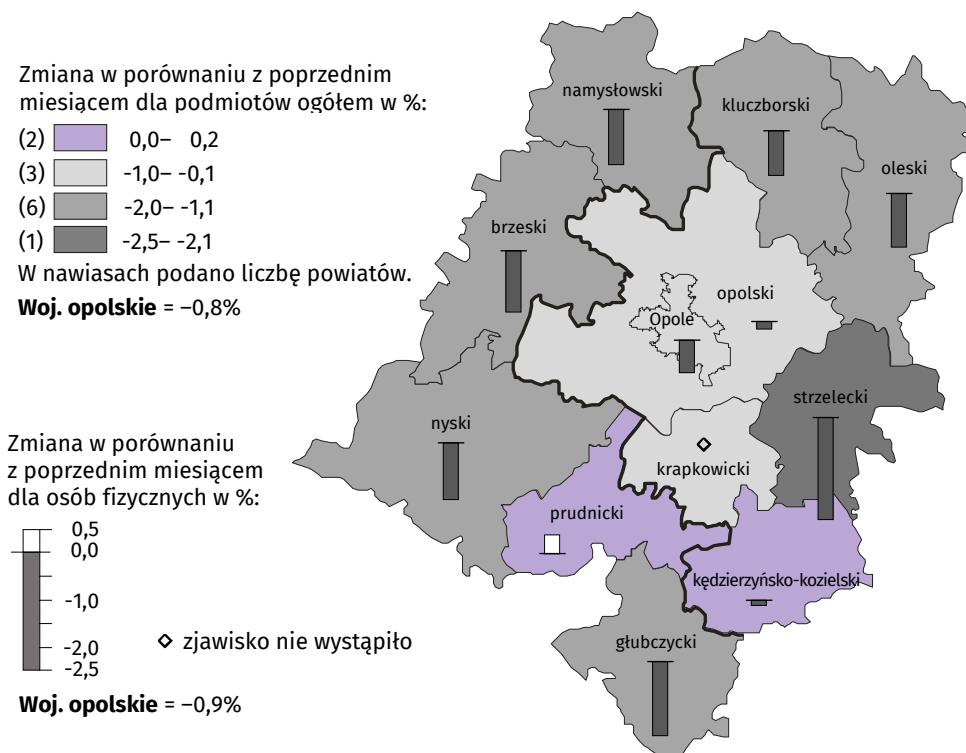 Zmiana w porównaniu z poprzednim
miesiącem dla podmiotów ogółem w %:
(2) 0,0– 0,2
(3) -1,0– -0,1
(6) -2,0– -1,1
(1) -2,5– -2,1
W nawiasach podano liczbę powiatów.
Woj. opolskie = –0,8%
Zmiana w porównaniu
z poprzednim miesiącem
dla osób fizycznych w %:
0,5
0,0
-1,0
-2,0
-2,5
zjawisko nie wystąpiło
Woj. opolskie = –0,9%
namysłowski
kluczborski
oleski
brzeski
opolski
Opole
strzelecki
nyski
krapkowicki
prudnicki
kędzierzyńsko-kozielski
głubczycki